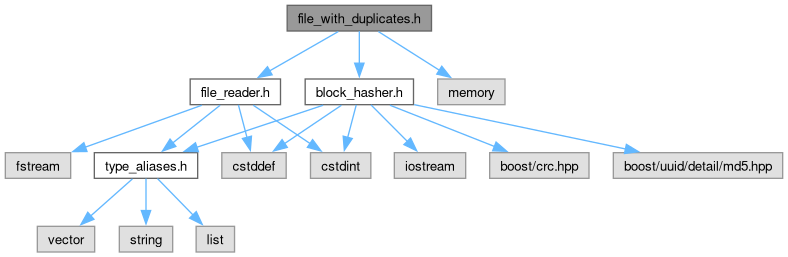 file_with_duplicates.h
file_reader.h
block_hasher.h
memory
fstream
type_aliases.h
cstddef
cstdint
iostream
boost/crc.hpp
boost/uuid/detail/md5.hpp
vector
string
list